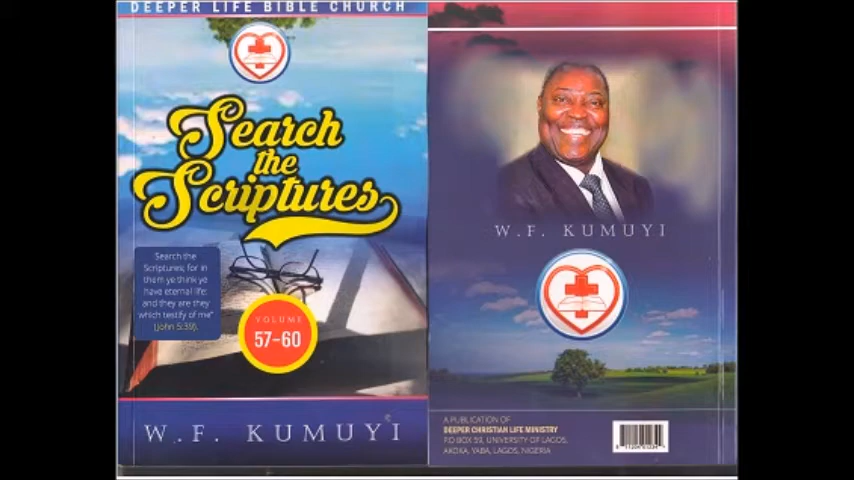 DEEPER LIFE BIBLE CHURCH
Search
the
Scriptures
Search the
Scriptures; for in
them ye think ye
have eternal life:
and they are they
which testify of me"
(John 5:39).
VOLUME
57-60
W.F. KUMUYI
W.F. KUMUYI
A PUBLICATION OF
DEEPER CHRISTIAN LIFE MINISTRY
P.O BOX 59, UNIVERSITY OF LAGOS,
AKOKA, YABA, LAGOS, NIGERIA